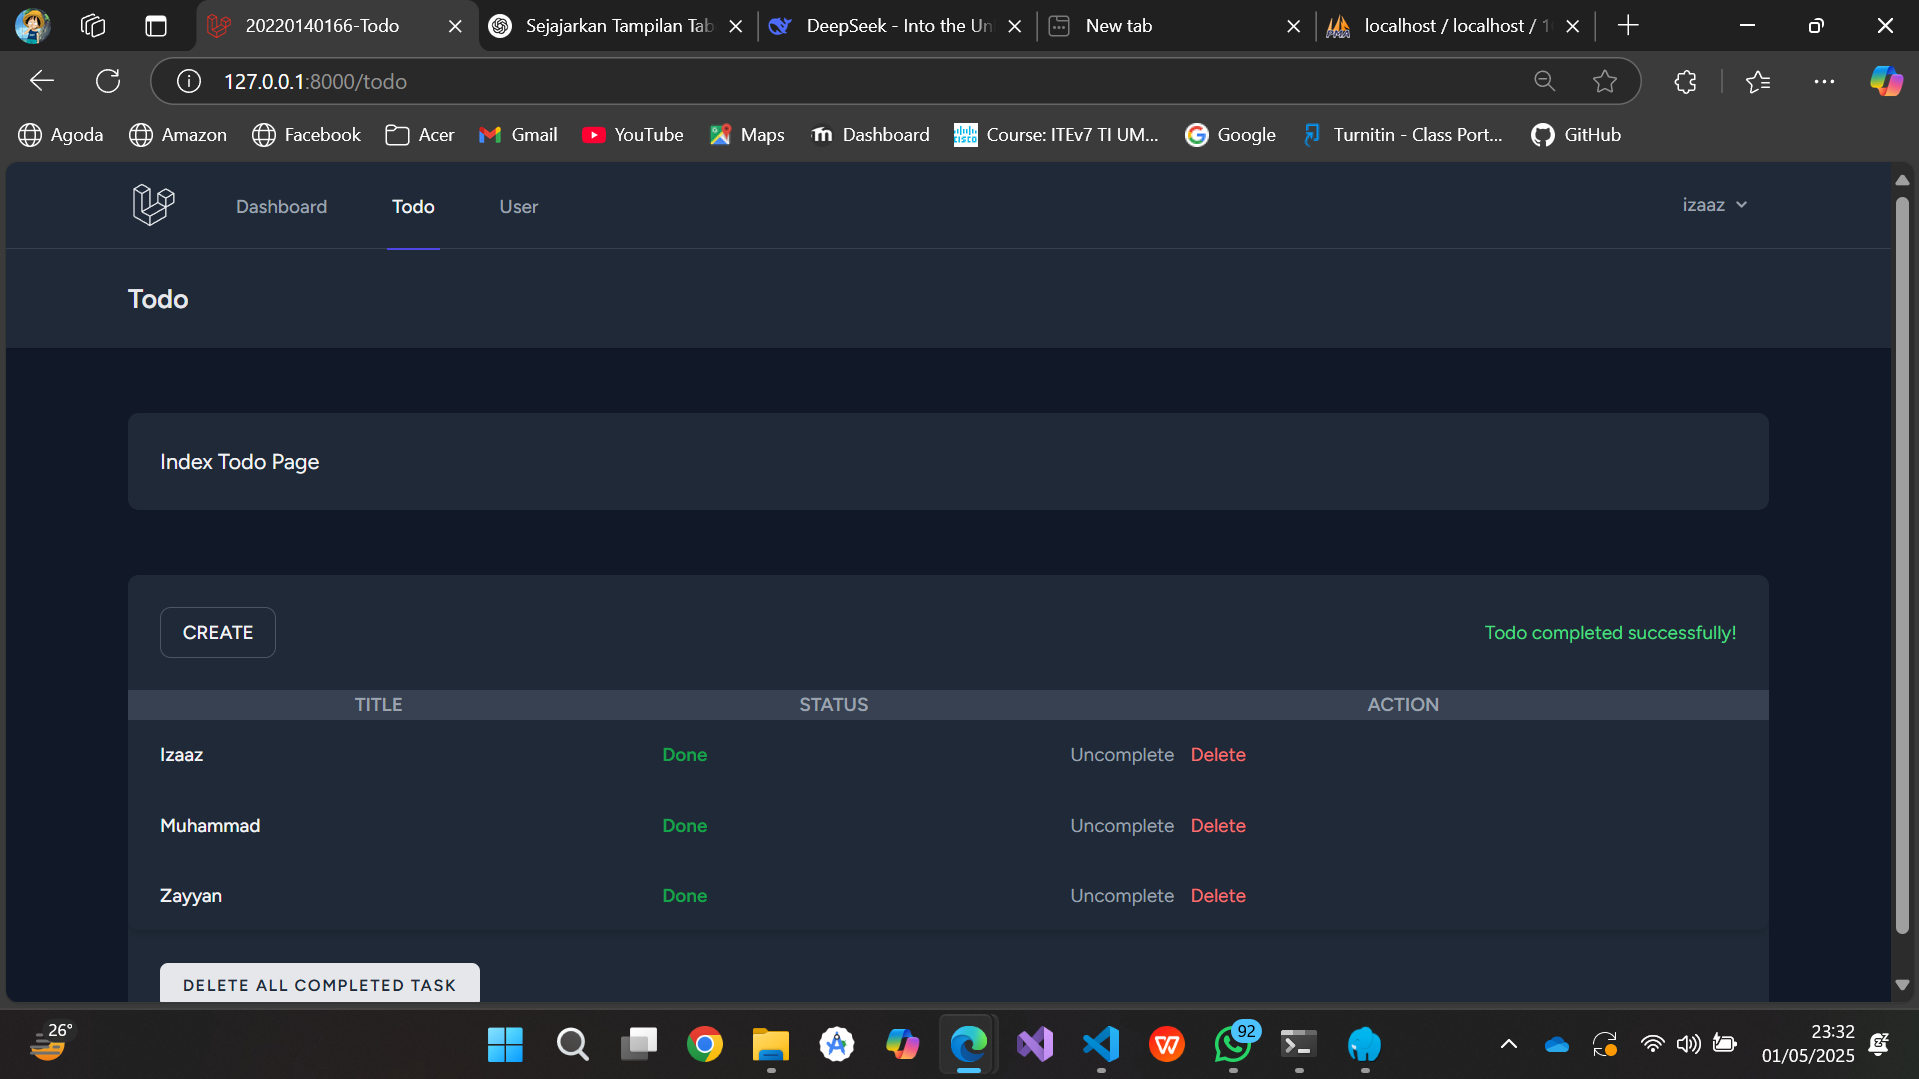 20220140166-Todo
Sejajarkan Tampilan Tab
DeepSeek - Into the Un
New tab
localhost / localhost / 1
127.0.0.1:8000/todo
Agoda Amazon Facebook Acer Gmail YouTube Maps Dashboard Course: ITEv7 TI UM... Google Turnitin - Class Port... GitHub
Dashboard Todo User izaaz
Todo
Index Todo Page
CREATE Todo completed successfully!
TITLE STATUS ACTION
Izaaz Done Uncomplete Delete
Muhammad Done Uncomplete Delete
Zayyan Done Uncomplete Delete
DELETE ALL COMPLETED TASK
26°
92
23:32
01/05/2025